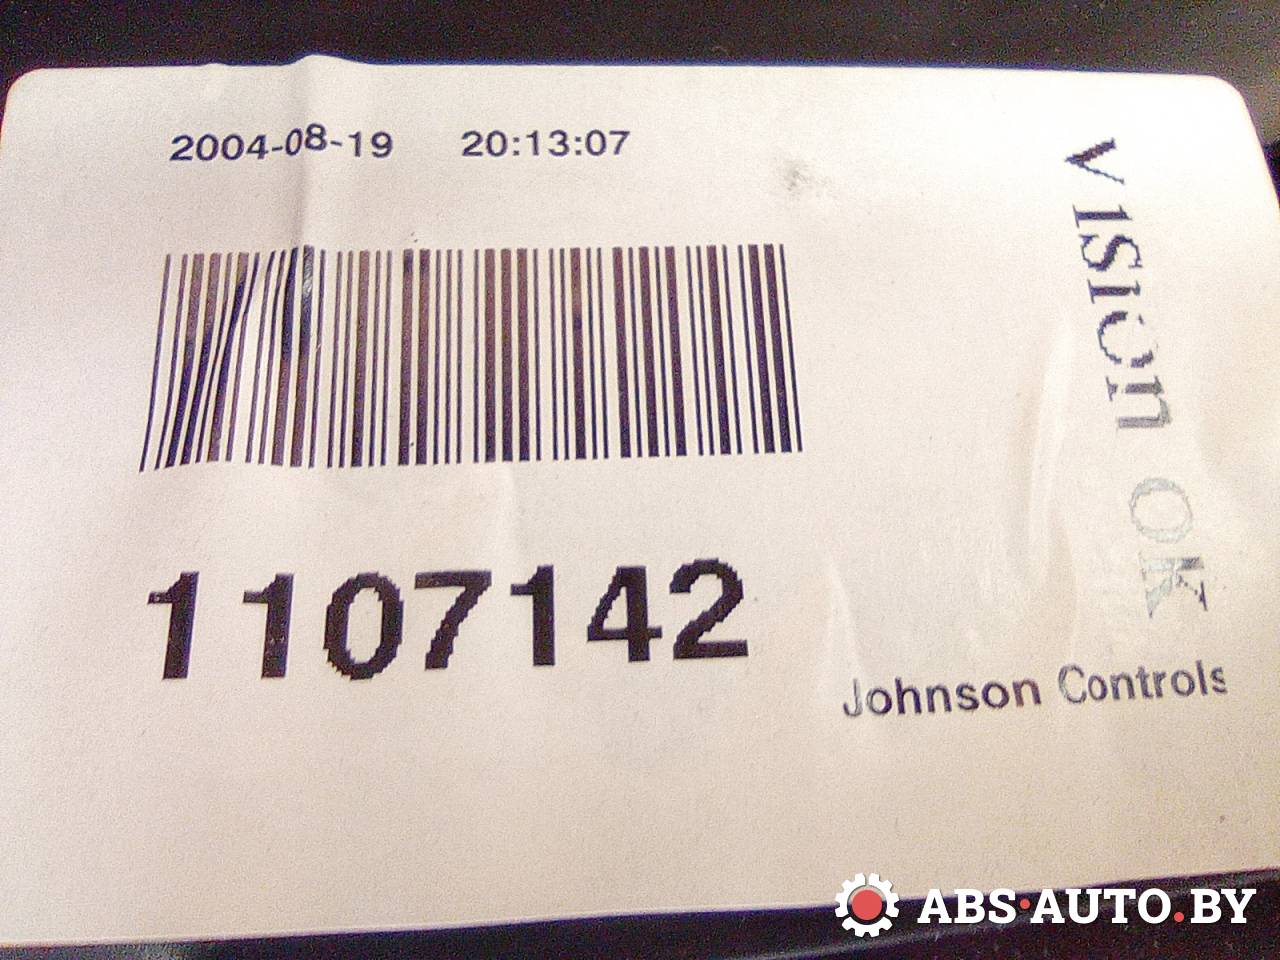 2004-08-19 20:13:07
Vision OK
1107142
Johnson Controls
ABS·AUTO.BY